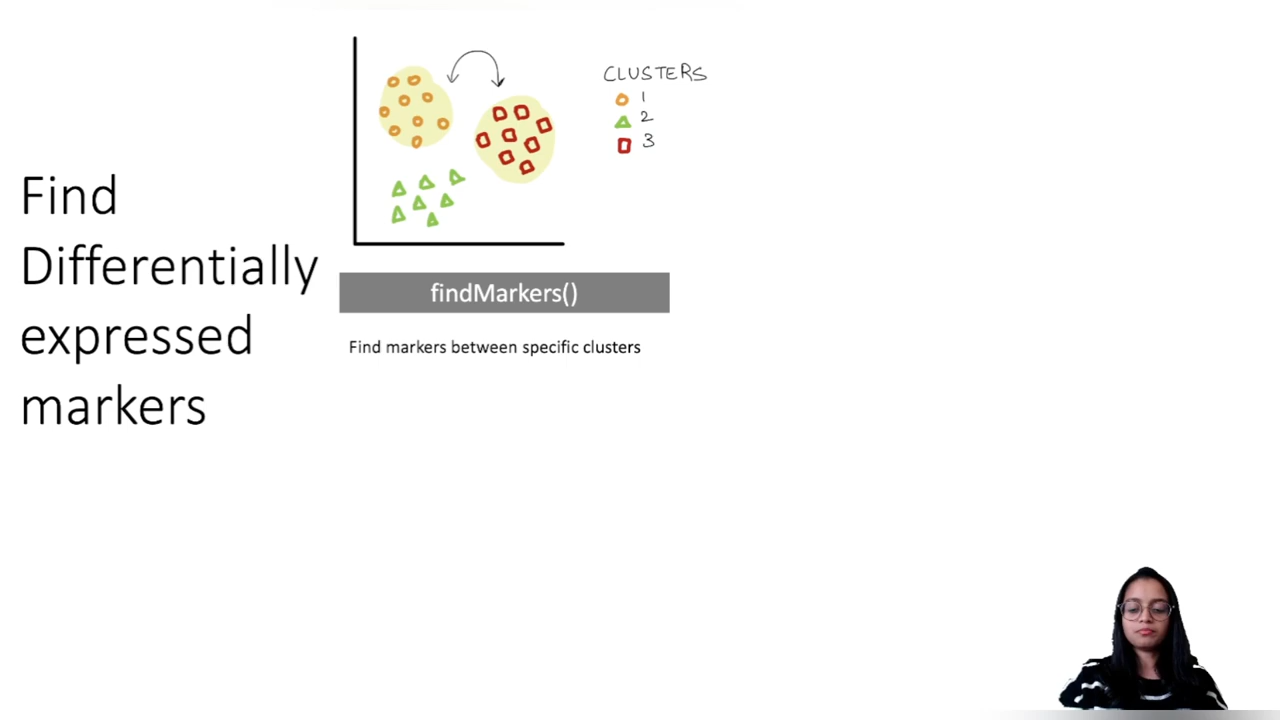 Find
Differentially
expressed
markers
CLUSTERS
1
2
3
findMarkers()
Find markers between specific clusters